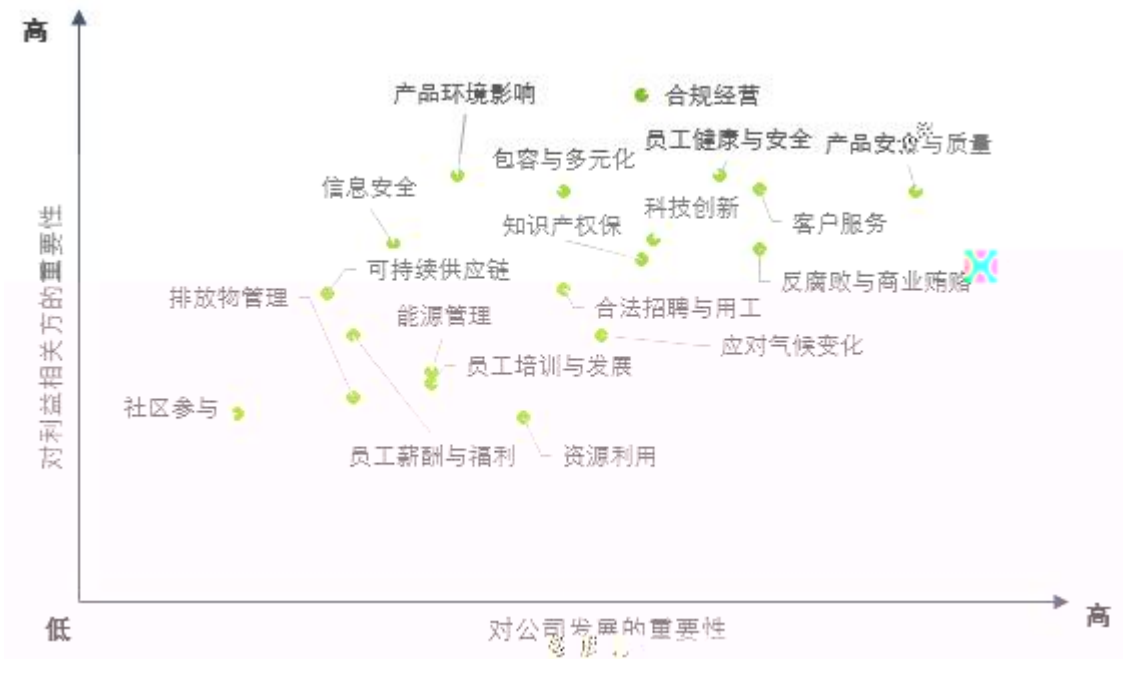 高
产品环境影响
合规经营
员工健康与安全
产品安全与质量
包容与多元化
信息安全
科技创新
知识产权保
客户服务
可持续供应链
反腐败与商业贿赂
排放物管理
合法招聘与用工
能源管理
应对气候变化
员工培训与发展
社区参与
员工薪酬与福利
资源利用
对利益相关方的重要性
低
对公司发展的重要性
高